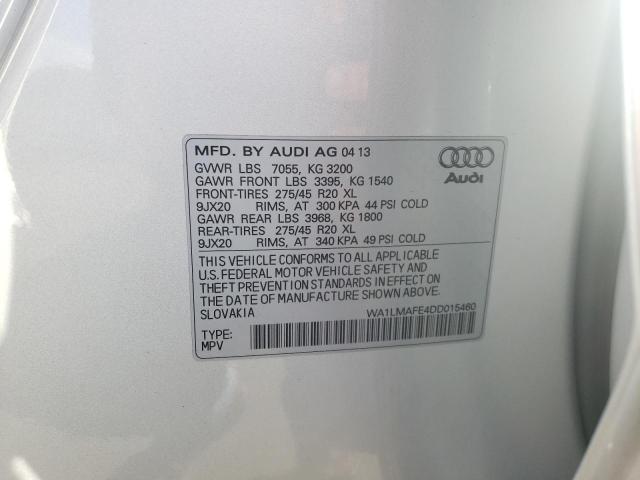 MFD. BY AUDI AG 04 13
GVWR LBS 7055, KG 3200
GAWR FRONT LBS 3395, KG 1540
FRONT-TIRES 275/45 R20 XL
9JX20 RIMS, AT 300 KPA 44 PSI COLD
GAWR REAR LBS 3968, KG 1800
REAR-TIRES 275/45 R20 XL
9JX20 RIMS, AT 340 KPA 49 PSI COLD
Audi
THIS VEHICLE CONFORMS TO ALL APPLICABLE
U.S. FEDERAL MOTOR VEHICLE SAFETY AND
THEFT PREVENTION STANDARDS IN EFFECT ON
THE DATE OF MANUFACTURE SHOWN ABOVE.
SLOVAKIA
WA1LMAFE4DD015460
TYPE:
MPV